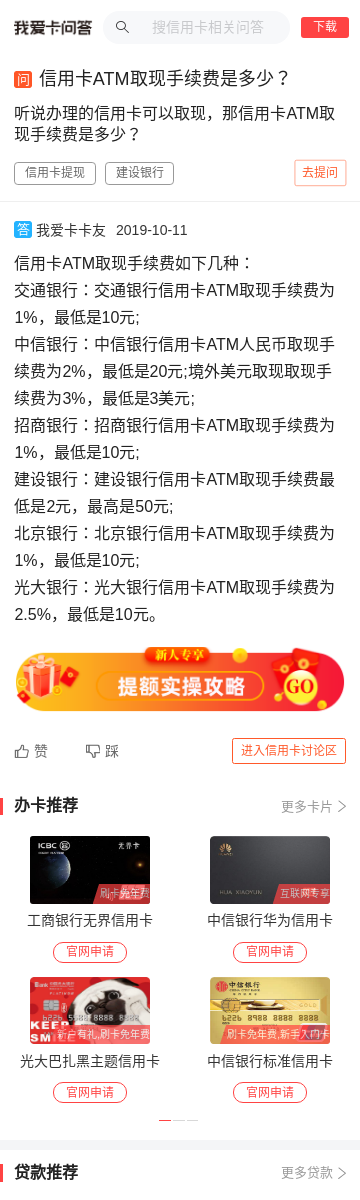 我爱卡问答
搜信用卡相关问答
下载
问 信用卡ATM取现手续费是多少？
听说办理的信用卡可以取现，那信用卡ATM取
现手续费是多少？
信用卡提现
建设银行
去提问
答 我爱卡卡友 2019-10-11
信用卡ATM取现手续费如下几种：
交通银行：交通银行信用卡ATM取现手续费为
1%，最低是10元;
中信银行：中信银行信用卡ATM人民币取现手
续费为2%，最低是20元;境外美元取现取现手
续费为3%，最低是3美元;
招商银行：招商银行信用卡ATM取现手续费为
1%，最低是10元;
建设银行：建设银行信用卡ATM取现手续费最
低是2元，最高是50元;
北京银行：北京银行信用卡ATM取现手续费为
1%，最低是10元;
光大银行：光大银行信用卡ATM取现手续费为
2.5%，最低是10元。
新人专享
提额实操攻略
GO
赞
踩
进入信用卡讨论区
办卡推荐
更多卡片
ICBC
无界卡
刷卡免年费
HUAWEI
HUA XIAOYUN
互联网专享
工商银行无界信用卡
中信银行华为信用卡
官网申请
官网申请
KEEP
新户有礼,刷卡免年费
中信银行
6225 8988 8888 8888
刷卡免年费,新手入门卡
光大巴扎黑主题信用卡
中信银行标准信用卡
官网申请
官网申请
贷款推荐
更多贷款